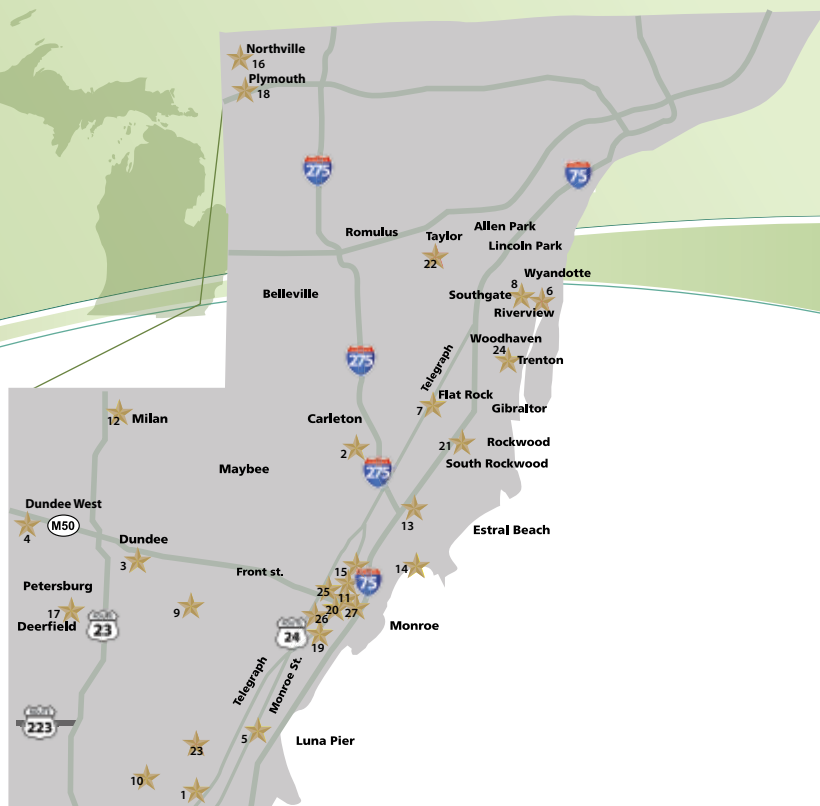 Northville
16
Plymouth
18
275
75
Romulus
Taylor
22
Allen Park
Lincoln Park
Wyandotte
8
6
Belleville
Southgate
Riverview
Woodhaven
24
Trenton
Telegraph
275
Flat Rock
7
Gibraltor
12
Milan
Carleton
2
21
Rockwood
South Rockwood
Maybee
275
Dundee West
M50
4
13
Estral Beach
Dundee
3
Front st.
15
75
14
Petersburg
17
Deerfield
23
9
25
11
20
27
26
24
19
Monroe
Telegraph
Monroe St.
223
5
Luna Pier
23
10
1